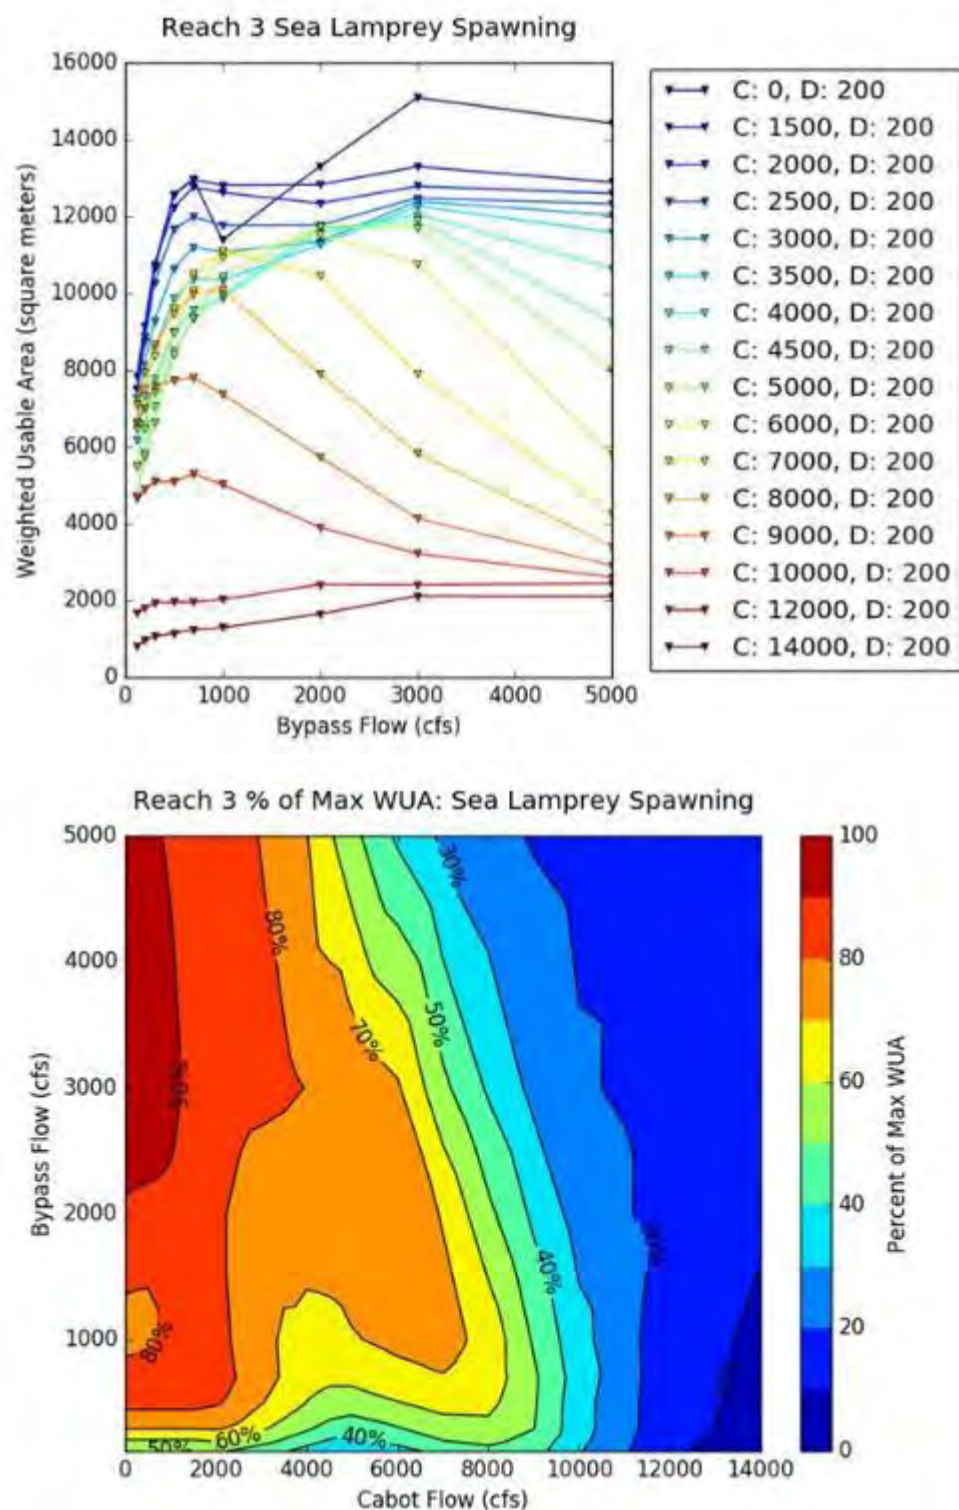 Reach 3 Sea Lamprey Spawning
16000
14000
12000
10000
8000
6000
4000
2000
0
Weighted Usable Area (square meters)
0 1000 2000 3000 4000 5000
Bypass Flow (cfs)
C: 0, D: 200
C: 1500, D: 200
C: 2000, D: 200
C: 2500, D: 200
C: 3000, D: 200
C: 3500, D: 200
C: 4000, D: 200
C: 4500, D: 200
C: 5000, D: 200
C: 6000, D: 200
C: 7000, D: 200
C: 8000, D: 200
C: 9000, D: 200
C: 10000, D: 200
C: 12000, D: 200
C: 14000, D: 200
Reach 3 % of Max WUA: Sea Lamprey Spawning
5000
4000
3000
2000
1000
Bypass Flow (cfs)
30%
80%
50%
70%
90%
40%
80%
60%
40%
50%
0 2000 4000 6000 8000 10000 12000 14000
Cabot Flow (cfs)
100
80
60
40
20
0
Percent of Max WUA